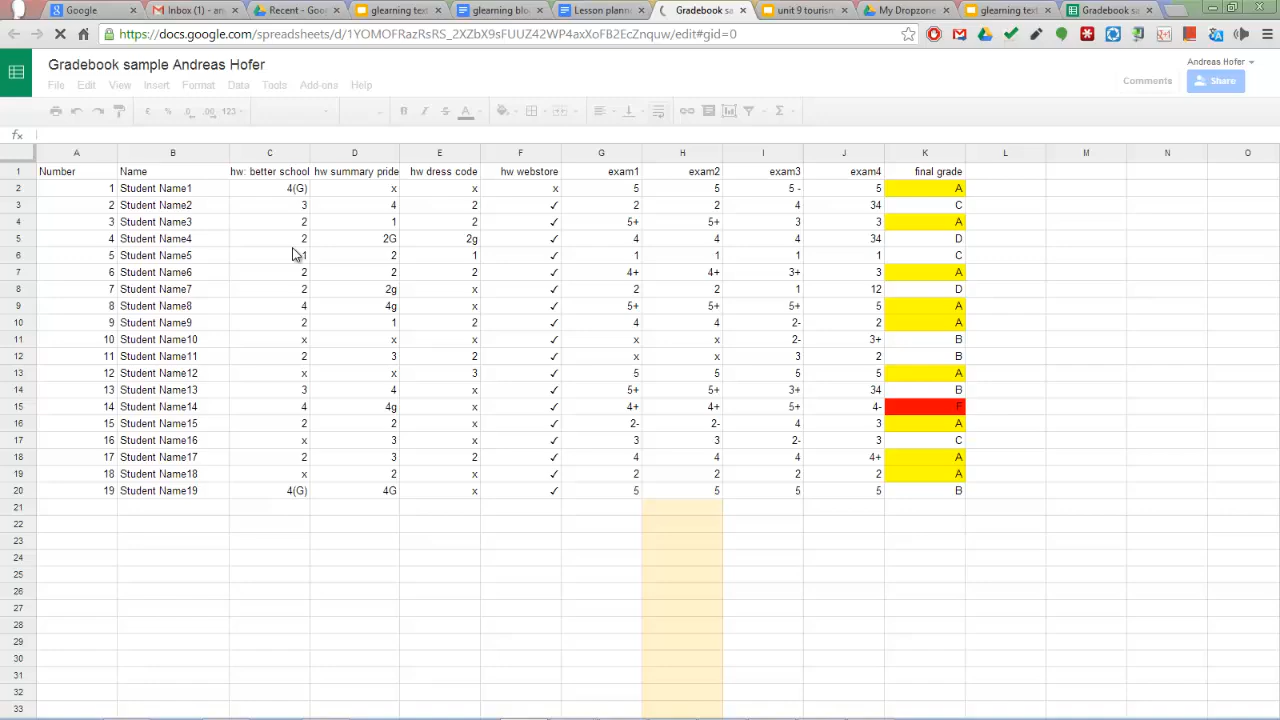 Google Inbox (1) - an Recent - Goo glearning text glearning blo Lesson plann Gradebook sa unit 9 touris My Dropzone glearning text Gradebook sa
https://docs.google.com/spreadsheets/d/
Gradebook sample Andreas Hofer
Andreas Hofer
File Edit View Insert Format Data Tools Add-ons Help
Comments Share
€ % .0 .00 123 B I S A Σ
fx
A B C D E F G H I J K L M N O
1 Number Name hw: better school hw summary pride hw dress code hw webstore exam1 exam2 exam3 exam4 final grade
2 1 Student Name1 4(G) x x x 5 5 5 - 5 A
3 2 Student Name2 3 4 2 ✓ 2 2 4 34 C
4 3 Student Name3 2 1 2 ✓ 5+ 5+ 3 3 A
5 4 Student Name4 2 2G 2g ✓ 4 4 4 34 D
6 5 Student Name5 1 2 1 ✓ 1 1 1 1 C
7 6 Student Name6 2 2 2 ✓ 4+ 4+ 3+ 3 A
8 7 Student Name7 2 2g x ✓ 2 2 1 12 D
9 8 Student Name8 4 4g x ✓ 5+ 5+ 5+ 5 A
10 9 Student Name9 2 1 2 ✓ 4 4 2- 2 A
11 10 Student Name10 x x x ✓ x x 2- 3+ B
12 11 Student Name11 2 3 2 ✓ x x 3 2 B
13 12 Student Name12 x x 3 ✓ 5 5 5 5 A
14 13 Student Name13 3 4 x ✓ 5+ 5+ 3+ 34 B
15 14 Student Name14 4 4g x ✓ 4+ 4+ 5+ 4- F
16 15 Student Name15 2 2 x ✓ 2- 2- 4 3 A
17 16 Student Name16 x 3 x ✓ 3 3 2- 3 C
18 17 Student Name17 2 3 2 ✓ 4 4 4 4+ A
19 18 Student Name18 x 2 x ✓ 2 2 2 2 A
20 19 Student Name19 4(G) 4G x ✓ 5 5 5 5 B
21
22
23
24
25
26
27
28
29
30
31
32
33